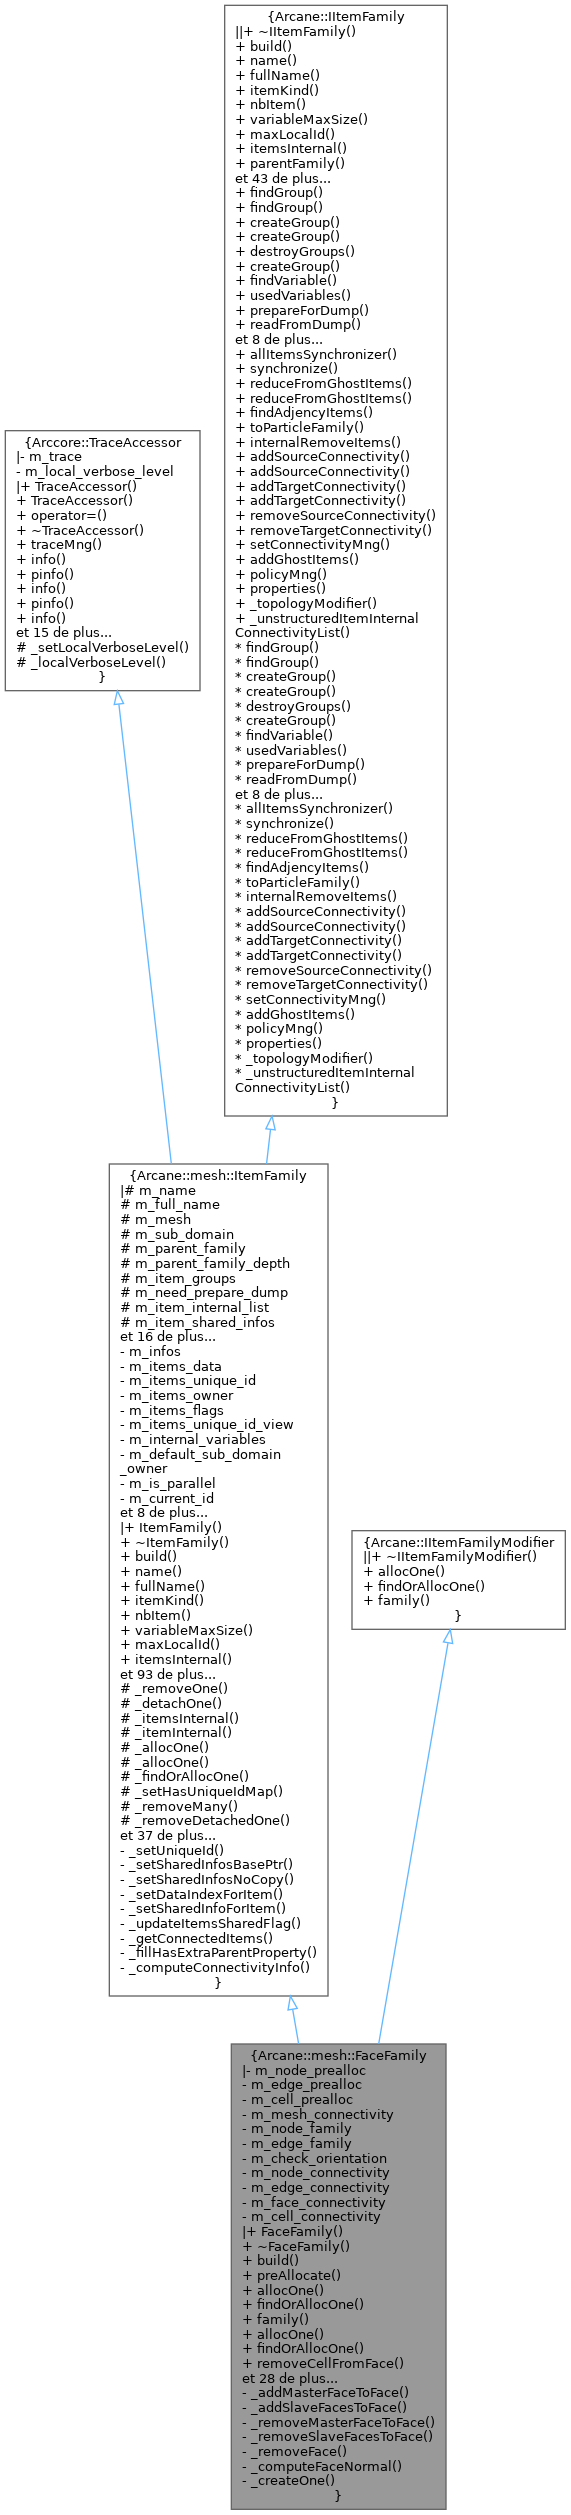 {Arcane::IItemFamily
||+ ~IItemFamily()
+ build()
+ name()
+ fullName()
+ itemKind()
+ nbItem()
+ variableMaxSize()
+ maxLocalId()
+ itemsInternal()
+ parentFamily()
et 43 de plus...
+ findGroup()
+ findGroup()
+ createGroup()
+ createGroup()
+ destroyGroups()
+ createGroup()
+ findVariable()
+ usedVariables()
+ prepareForDump()
+ readFromDump()
et 8 de plus...
+ allItemsSynchronizer()
+ synchronize()
+ reduceFromGhostItems()
+ reduceFromGhostItems()
+ findAdjencyItems()
+ toParticleFamily()
+ internalRemoveItems()
+ addSourceConnectivity()
+ addSourceConnectivity()
+ addTargetConnectivity()
+ addTargetConnectivity()
+ removeSourceConnectivity()
+ removeTargetConnectivity()
+ setConnectivityMng()
+ addGhostItems()
+ policyMng()
+ properties()
+ _topologyModifier()
+ _unstructuredItemInternal
ConnectivityList()
* findGroup()
* findGroup()
* createGroup()
* createGroup()
* destroyGroups()
* createGroup()
* findVariable()
* usedVariables()
* prepareForDump()
* readFromDump()
et 8 de plus...
* allItemsSynchronizer()
* synchronize()
* reduceFromGhostItems()
* reduceFromGhostItems()
* findAdjencyItems()
* toParticleFamily()
* internalRemoveItems()
* addSourceConnectivity()
* addSourceConnectivity()
* addTargetConnectivity()
* addTargetConnectivity()
* removeSourceConnectivity()
* removeTargetConnectivity()
* setConnectivityMng()
* addGhostItems()
* policyMng()
* properties()
* _topologyModifier()
* _unstructuredItemInternal
ConnectivityList()
}
{Arccore::TraceAccessor
|- m_trace
- m_local_verbose_level
|+ TraceAccessor()
+ TraceAccessor()
+ operator=()
+ ~TraceAccessor()
+ traceMng()
+ info()
+ pinfo()
+ info()
+ pinfo()
+ info()
et 15 de plus...
# _setLocalVerboseLevel()
# _localVerboseLevel()
}
{Arcane::mesh::ItemFamily
|# m_name
# m_full_name
# m_mesh
# m_sub_domain
# m_parent_family
# m_parent_family_depth
# m_item_groups
# m_need_prepare_dump
# m_item_internal_list
# m_item_shared_infos
et 16 de plus...
- m_infos
- m_items_data
- m_items_unique_id
- m_items_owner
- m_items_flags
- m_items_unique_id_view
- m_internal_variables
- m_default_sub_domain
_owner
- m_is_parallel
- m_current_id
et 8 de plus...
|+ ItemFamily()
+ ~ItemFamily()
+ build()
+ name()
+ fullName()
+ itemKind()
+ nbItem()
+ variableMaxSize()
+ maxLocalId()
+ itemsInternal()
et 93 de plus...
# _removeOne()
# _detachOne()
# _itemsInternal()
# _itemInternal()
# _allocOne()
# _allocOne()
# _findOrAllocOne()
# _setHasUniqueIdMap()
# _removeMany()
# _removeDetachedOne()
et 37 de plus...
- _setUniqueId()
- _setSharedInfosBasePtr()
- _setSharedInfosNoCopy()
- _setDataIndexForItem()
- _setSharedInfoForItem()
- _updateItemsSharedFlag()
- _getConnectedItems()
- _fillHasExtraParentProperty()
- _computeConnectivityInfo()
}
{Arcane::IItemFamilyModifier
||+ ~IItemFamilyModifier()
+ allocOne()
+ findOrAllocOne()
+ family()
}
{Arcane::mesh::FaceFamily
|- m_node_prealloc
- m_edge_prealloc
- m_cell_prealloc
- m_mesh_connectivity
- m_node_family
- m_edge_family
- m_check_orientation
- m_node_connectivity
- m_edge_connectivity
- m_face_connectivity
- m_cell_connectivity
|+ FaceFamily()
+ ~FaceFamily()
+ build()
+ preAllocate()
+ allocOne()
+ findOrAllocOne()
+ family()
+ allocOne()
+ findOrAllocOne()
+ removeCellFromFace()
et 28 de plus...
- _addMasterFaceToFace()
- _addSlaveFacesToFace()
- _removeMasterFaceToFace()
- _removeSlaveFacesToFace()
- _removeFace()
- _computeFaceNormal()
- _createOne()
}